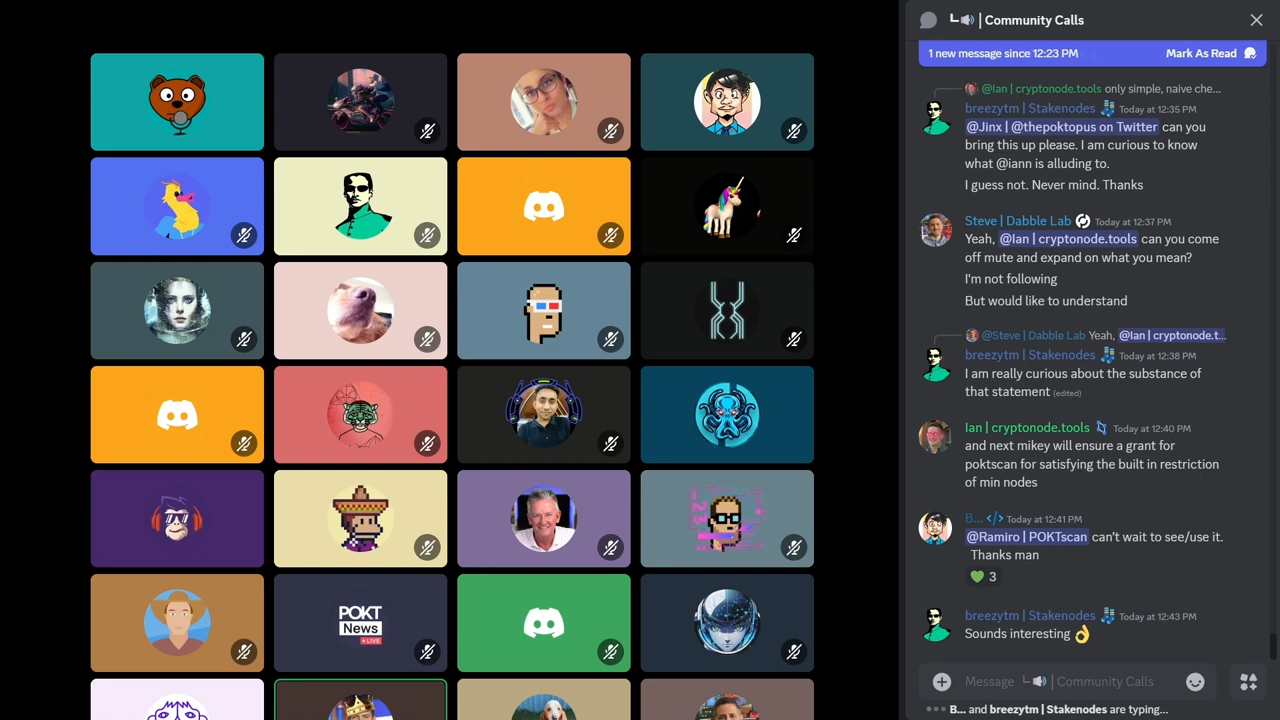 ┗🔊 | Community Calls
1 new message since 12:23 PM
Mark As Read
@Ian | cryptonode.tools only simple, naive che...
breezytm | Stakenodes Today at 12:35 PM
@Jinx | @thepoktopus on Twitter can you
bring this up please. I am curious to know
what @iann is alluding to.
I guess not. Never mind. Thanks
Steve | Dabble Lab Today at 12:37 PM
Yeah, @Ian | cryptonode.tools can you come
off mute and expand on what you mean?
I'm not following
But would like to understand
@Steve | Dabble Lab Yeah, @Ian | cryptonode.t...
breezytm | Stakenodes Today at 12:38 PM
I am really curious about the substance of
that statement (edited)
Ian | cryptonode.tools Today at 12:40 PM
and next mikey will ensure a grant for
poktscan for satisfying the built in restriction
of min nodes
B... </> Today at 12:41 PM
@Ramiro | POKTscan can't wait to see/use it.
Thanks man
💚 3
breezytm | Stakenodes Today at 12:43 PM
Sounds interesting 👌
Message ┗🔊 | Community Calls
B... and breezytm | Stakenodes are typing...
POKT
News
LIVE